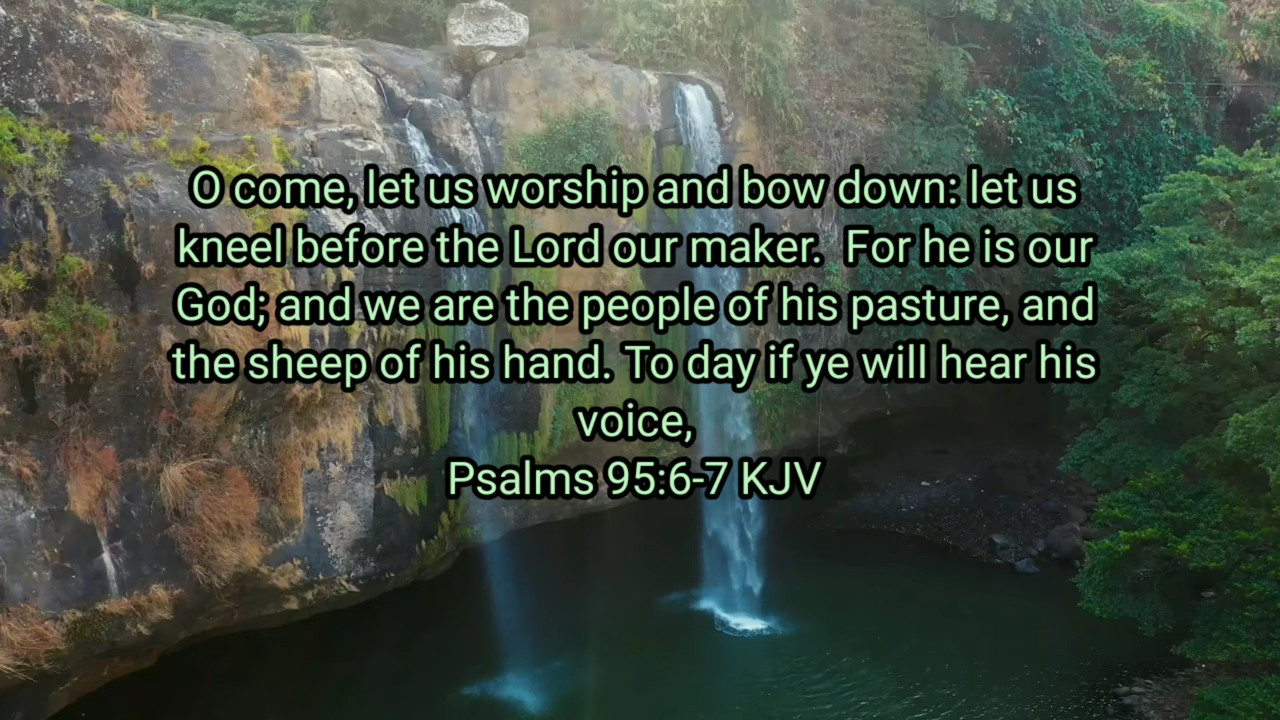 O come, let us worship and bow down: let us
kneel before the Lord our maker.  For he is our
God; and we are the people of his pasture, and
the sheep of his hand. To day if ye will hear his
voice,
Psalms 95:6-7 KJV